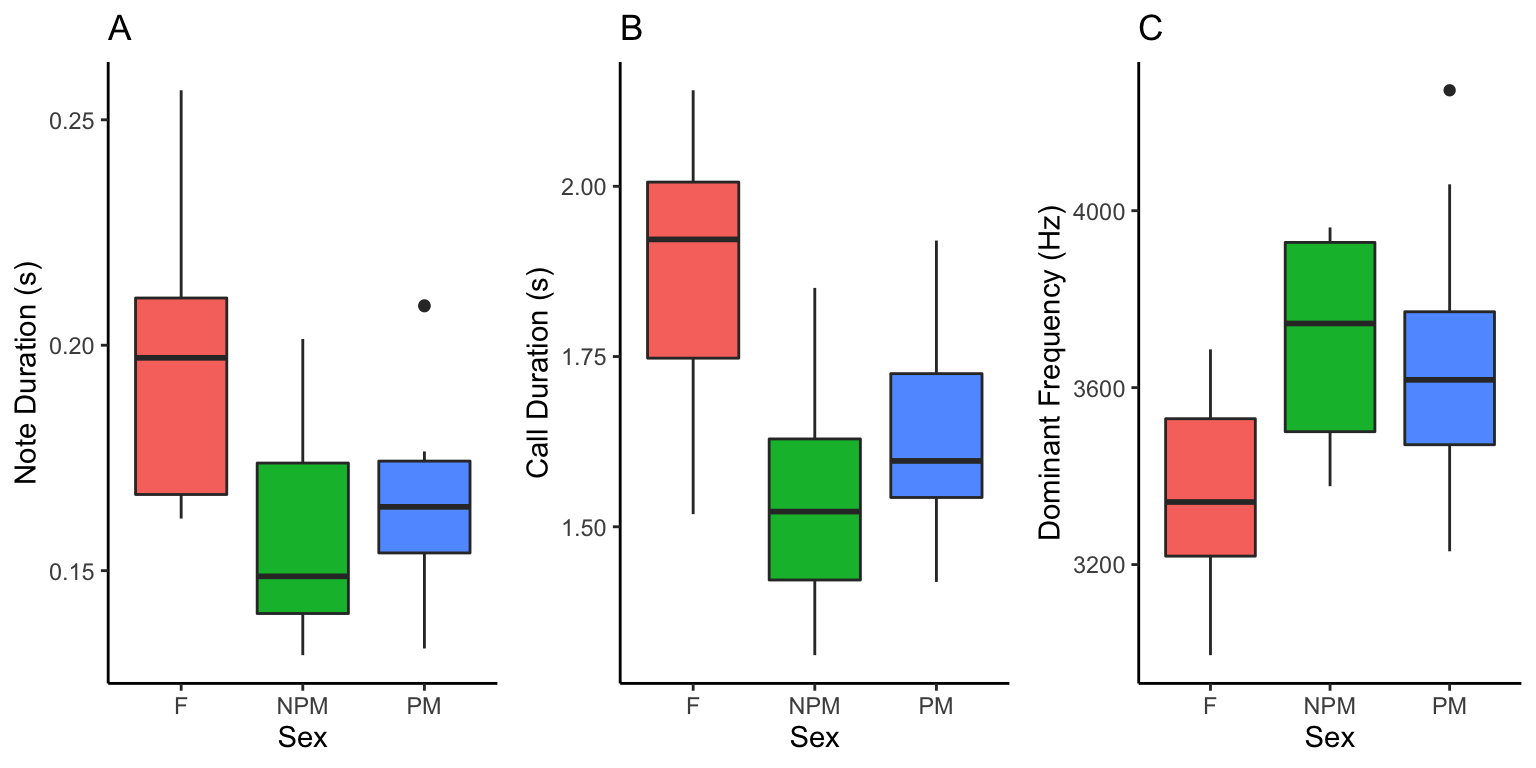 A
Note Duration (s)
0.25
0.20
0.15
F NPM PM
Sex
B
Call Duration (s)
2.00
1.75
1.50
F NPM PM
Sex
C
Dominant Frequency (Hz)
4000
3600
3200
F NPM PM
Sex